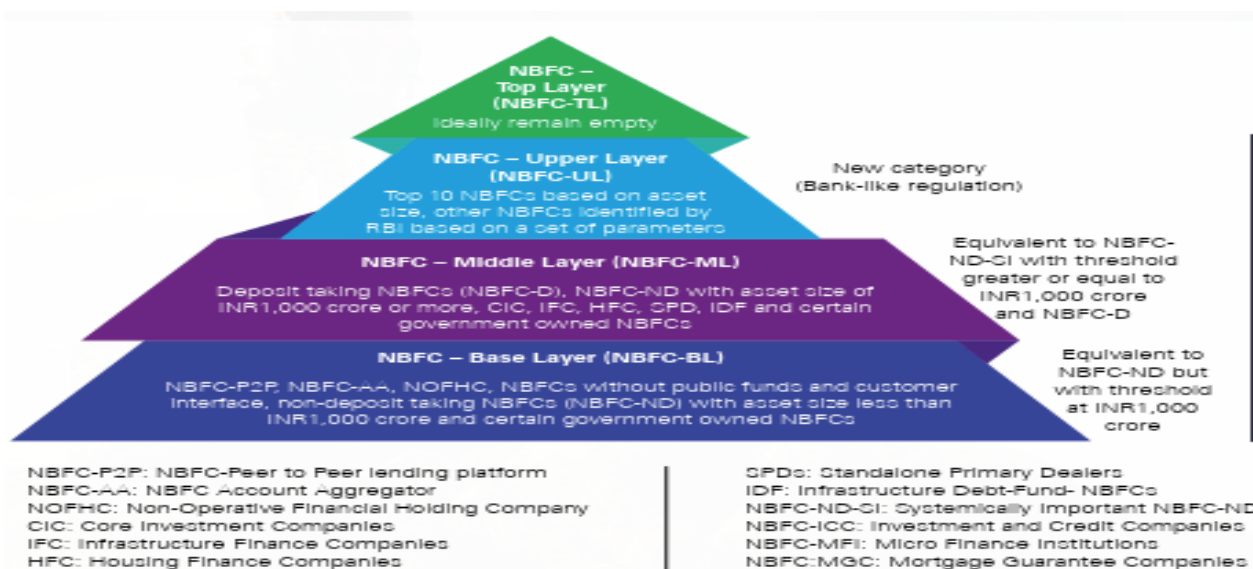 NBFC –
Top Layer
(NBFC-TL)
Ideally remain empty
NBFC – Upper Layer
(NBFC-UL)
Top 10 NBFCs based on asset
size, other NBFCs identified by
RBI based on a set of parameters
New category
(Bank-like regulation)
NBFC – Middle Layer (NBFC-ML)
Deposit taking NBFCs (NBFC-D), NBFC-ND with asset size of
INR1,000 crore or more, CIC, IFC, HFC, SPD, IDF and certain
government owned NBFCs
Equivalent to NBFC-
ND-SI with threshold
greater or equal to
INR1,000 crore
and NBFC-D
NBFC – Base Layer (NBFC-BL)
NBFC-P2P, NBFC-AA, NOFHC, NBFCs without public funds and customer
interface, non-deposit taking NBFCs (NBFC-ND) with asset size less than
INR1,000 crore and certain government owned NBFCs
Equivalent to
NBFC-ND but
with threshold
at INR1,000
crore
NBFC-P2P: NBFC-Peer to Peer lending platform
NBFC-AA: NBFC Account Aggregator
NOFHC: Non-Operative Financial Holding Company
CIC: Core Investment Companies
IFC: Infrastructure Finance Companies
HFC: Housing Finance Companies
SPDs: Standalone Primary Dealers
IDF: Infrastructure Debt-Fund- NBFCs
NBFC-ND-SI: Systemically Important NBFC-ND
NBFC-ICC: Investment and Credit Companies
NBFC-MFI: Micro Finance Institutions
NBFC:MGC: Mortgage Guarantee Companies